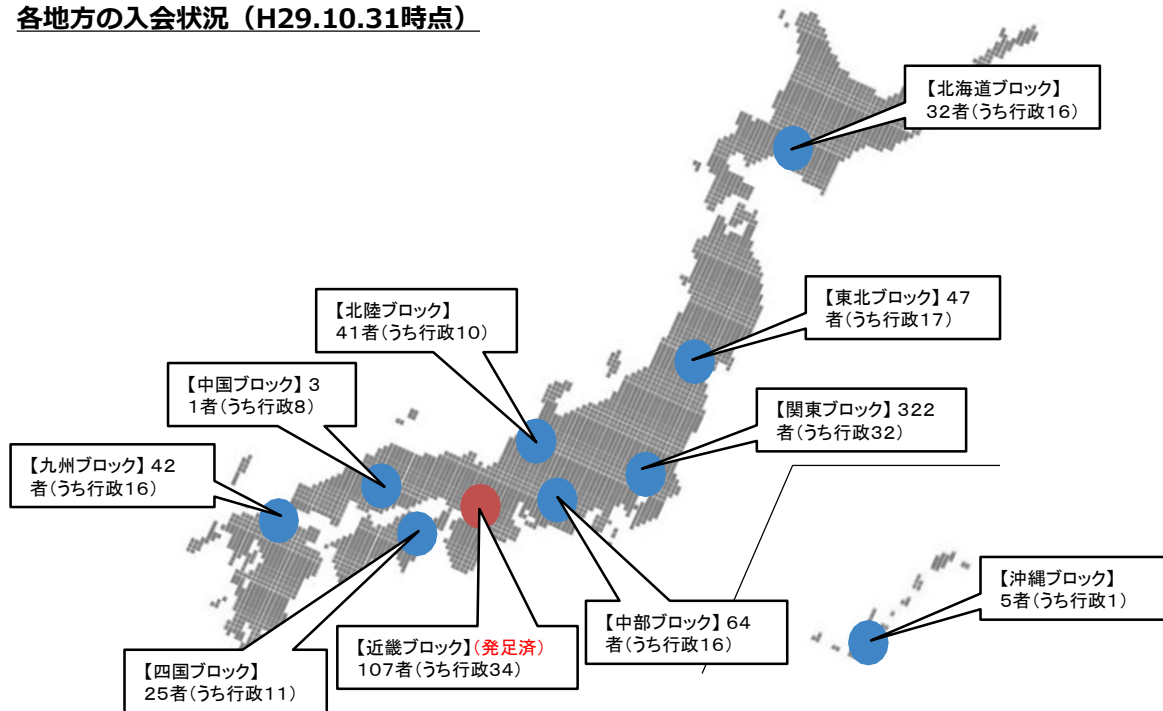 各地方の入会状況（H29.10.31時点）
【北海道ブロック】
32者（うち行政16）
【東北ブロック】 47
者（うち行政17）
【北陸ブロック】
41者（うち行政10）
【中国ブロック】 3
1者（うち行政8）
【関東ブロック】 322
者（うち行政32）
【九州ブロック】 42
者（うち行政16）
【沖縄ブロック】
5者（うち行政1）
【中部ブロック】 64
者（うち行政16）
【近畿ブロック】（発足済）
107者（うち行政34）
【四国ブロック】
25者（うち行政11）